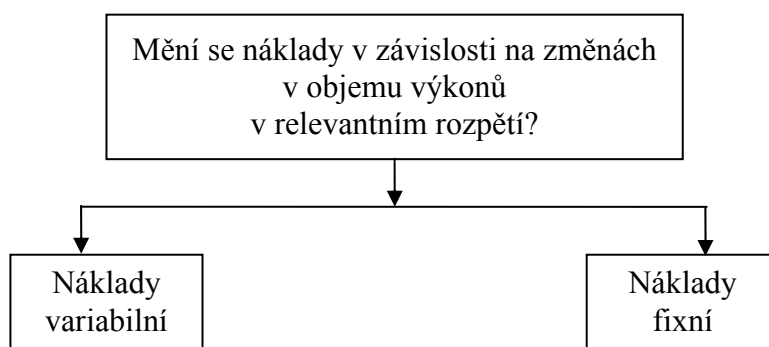 Mění se náklady v závislosti na změnách
v objemu výkonů
v relevantním rozpětí?
Náklady
variabilní
Náklady
fixní